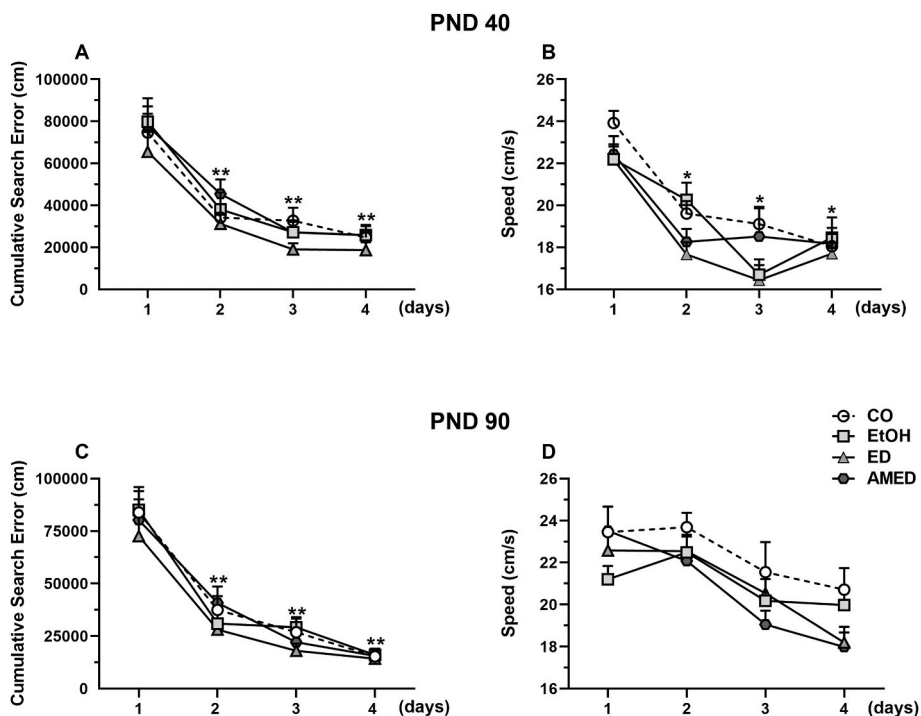 PND 40
A
B
Cumulative Search Error (cm)
100000
80000
60000
40000
20000
0
**
**
**
1 2 3 4 (days)
Speed (cm/s)
26
24
22
20
18
16
*
*
*
1 2 3 4 (days)
PND 90
C
D
CO
EtOH
ED
AMED
Cumulative Search Error (cm)
100000
75000
50000
25000
0
**
**
**
1 2 3 4 (days)
Speed (cm/s)
26
24
22
20
18
16
1 2 3 4 (days)